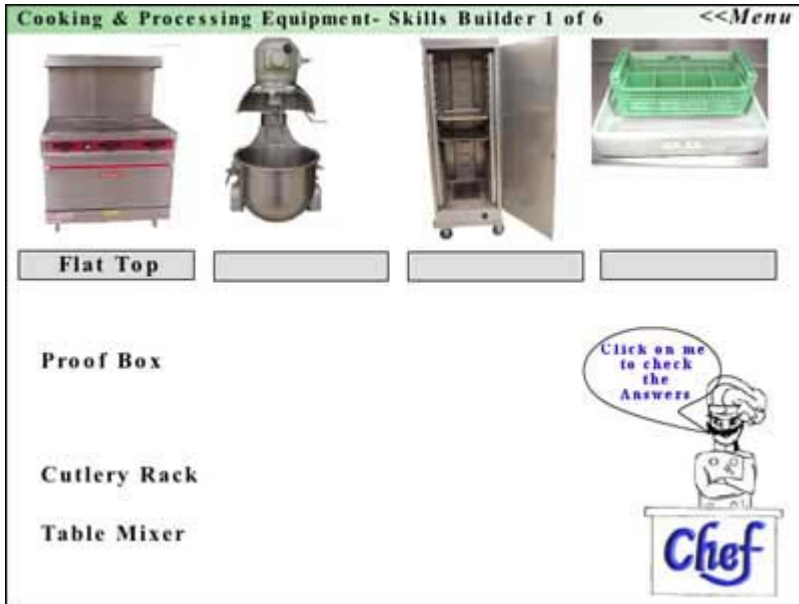 Cooking & Processing Equipment- Skills Builder 1 of 6 <<Menu
Flat Top
Proof Box
Click on me
to check
the
Answers
Cutlery Rack
Table Mixer
Chef